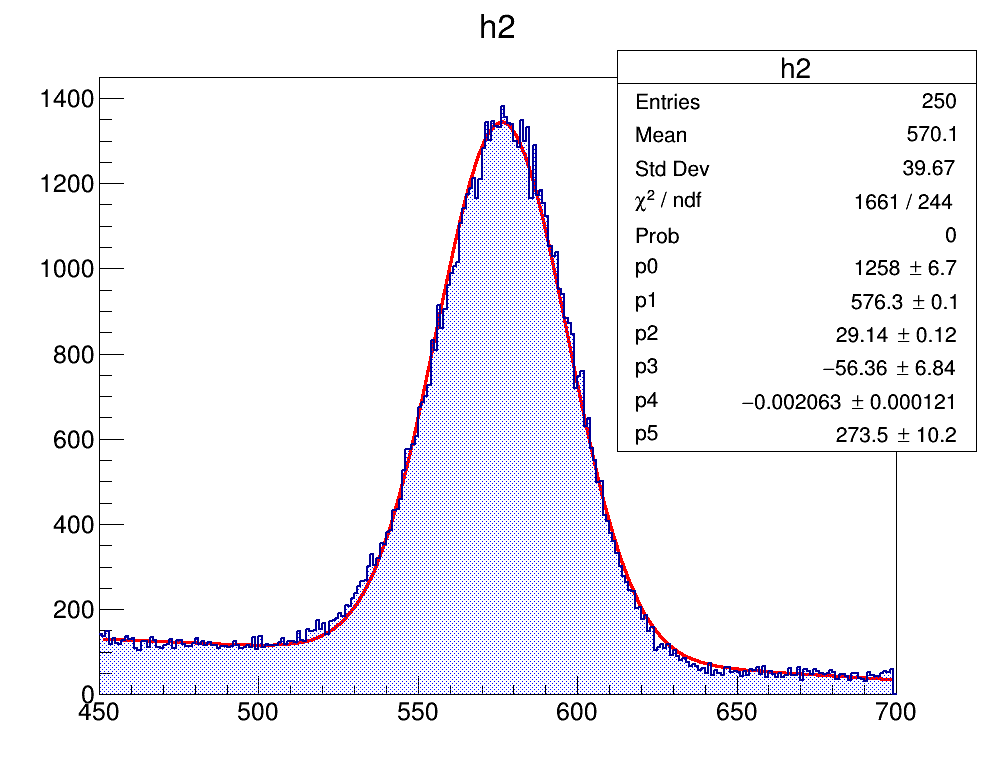 h2
h2
Entries 250
Mean 570.1
Std Dev 39.67
χ² / ndf 1661 / 244
Prob 0
p0 1258 ± 6.7
p1 576.3 ± 0.1
p2 29.14 ± 0.12
p3 −56.36 ± 6.84
p4 −0.002063 ± 0.000121
p5 273.5 ± 10.2
1400
1200
1000
800
600
400
200
0
450 500 550 600 650 700